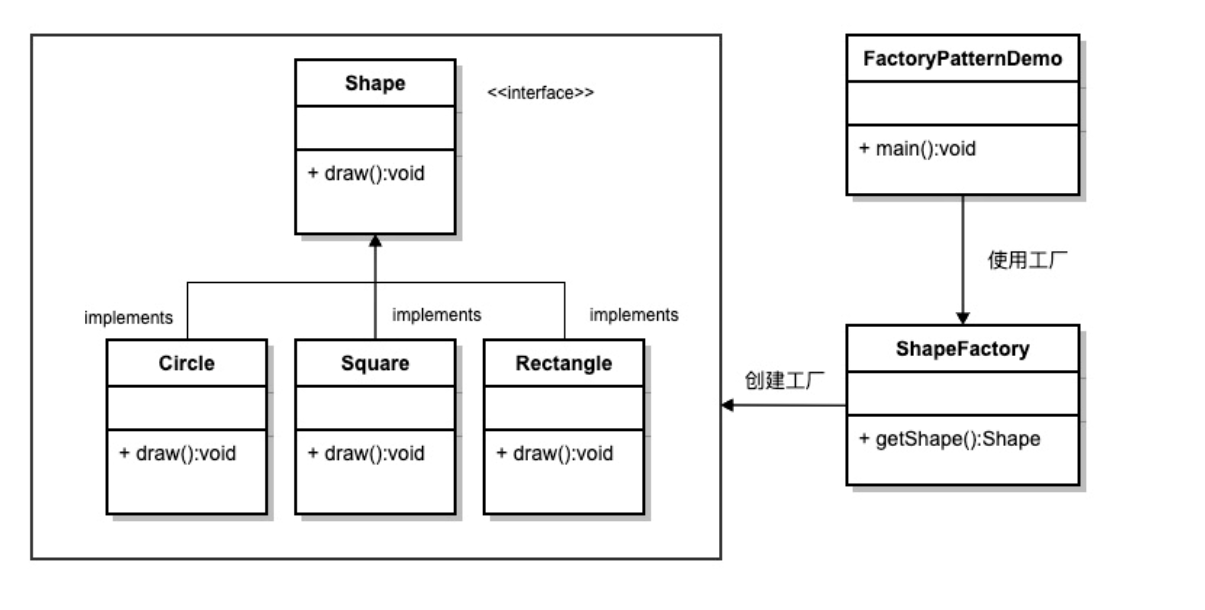 Shape
<<interface>>
+ draw():void
implements
implements
implements
Circle
+ draw():void
Square
+ draw():void
Rectangle
+ draw():void
FactoryPatternDemo
+ main():void
使用工厂
ShapeFactory
+ getShape():Shape
创建工厂